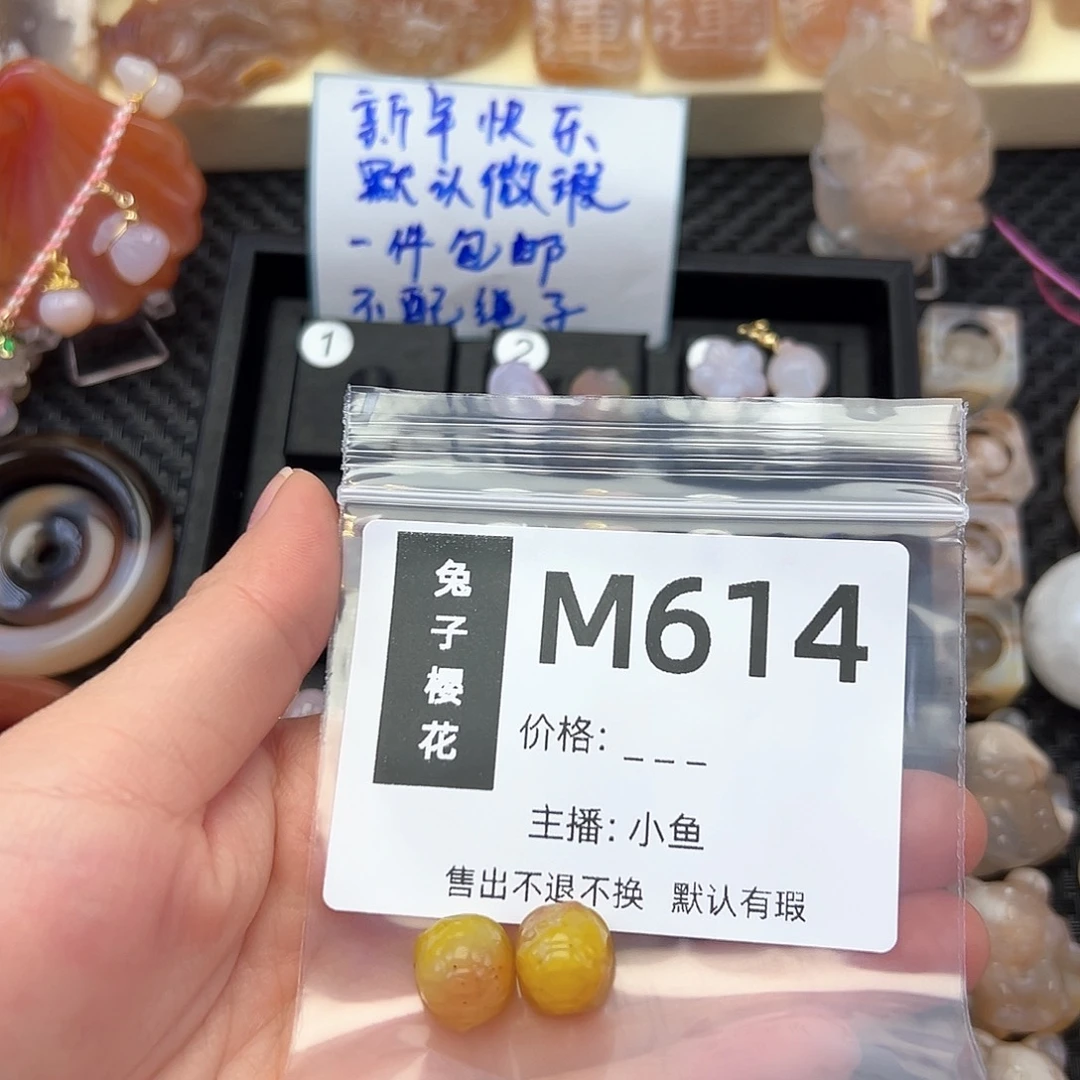 新年快乐
默认微瑕
一件包邮
不配绳子
1
2
兔子樱花
M614
价格: _ _ _
主播: 小鱼
售出不退不换 默认有瑕